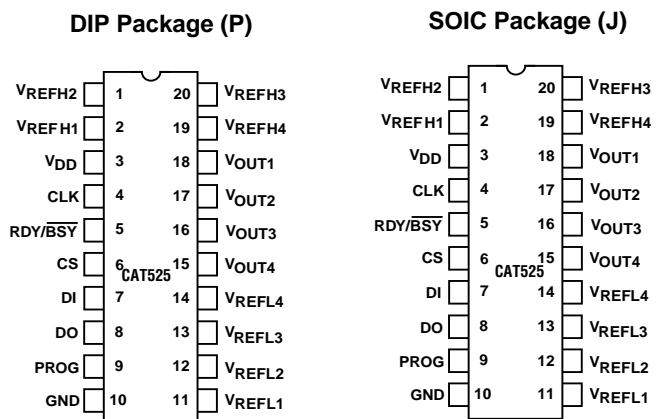 DIP Package (P)
VREFH2 1 20 VREFH3
VREFH1 2 19 VREFH4
VDD 3 18 VOUT1
CLK 4 17 VOUT2
RDY/BSY 5 16 VOUT3
CS 6 15 VOUT4
CAT525
DI 7 14 VREFL4
DO 8 13 VREFL3
PROG 9 12 VREFL2
GND 10 11 VREFL1
SOIC Package (J)
VREFH2 1 20 VREFH3
VREFH1 2 19 VREFH4
VDD 3 18 VOUT1
CLK 4 17 VOUT2
RDY/BSY 5 16 VOUT3
CS 6 15 VOUT4
CAT525
DI 7 14 VREFL4
DO 8 13 VREFL3
PROG 9 12 VREFL2
GND 10 11 VREFL1